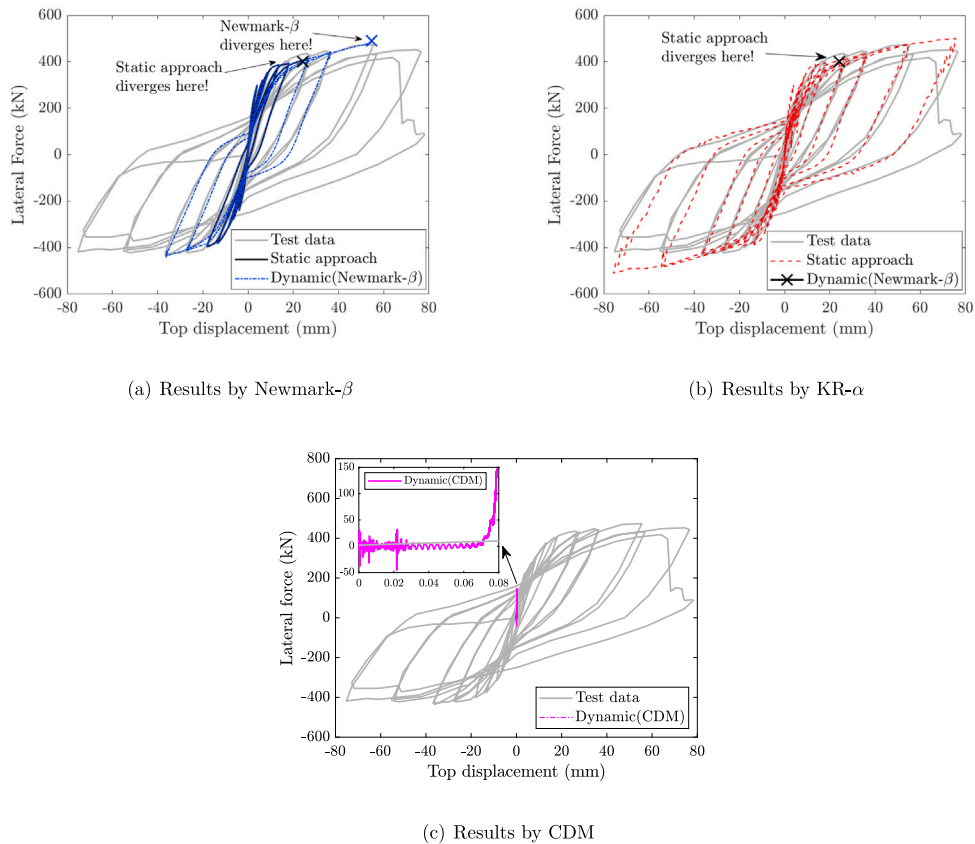 600
400
200
0
-200
-400
-600
Lateral Force (kN)
Newmark-β
diverges here!
Static approach
diverges here!
Test data
Static approach
Dynamic(Newmark-β)
-80 -60 -40 -20 0 20 40 60 80
Top displacement (mm)
(a) Results by Newmark-β
600
400
200
0
-200
-400
-600
Lateral Force (kN)
Static approach
diverges here!
Test data
Static approach
Dynamic(Newmark-β)
-80 -60 -40 -20 0 20 40 60 80
Top displacement (mm)
(b) Results by KR-α
800
600
400
200
0
-200
-400
-600
Lateral force (kN)
150
100
50
0
-50
Dynamic(CDM)
0 0.02 0.04 0.06 0.08
Test data
Dynamic(CDM)
-80 -60 -40 -20 0 20 40 60 80
Top displacement (mm)
(c) Results by CDM